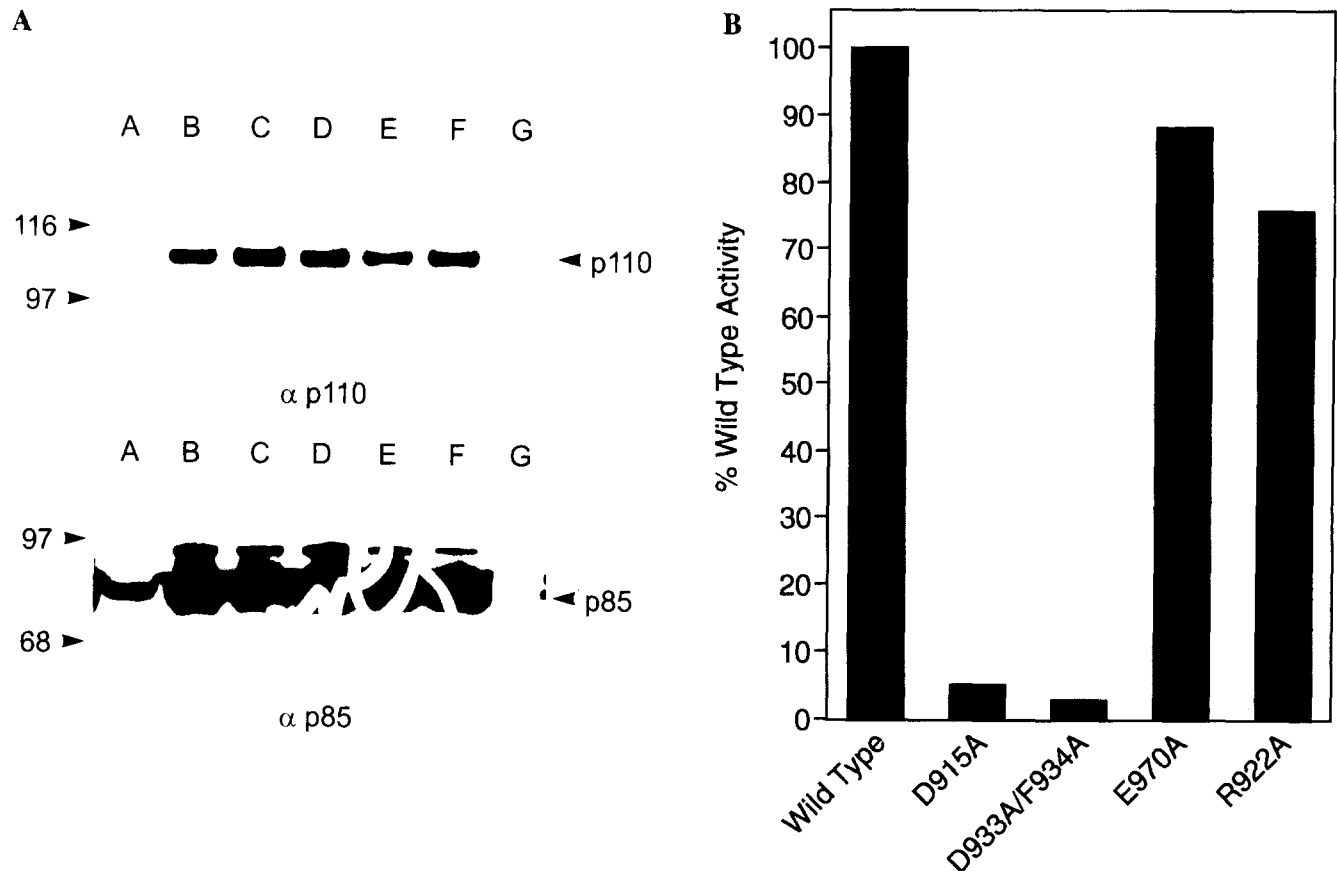 A
A B C D E F G
116
p110
97
α p110
A B C D E F G
97
p85
68
α p85
B
% Wild Type Activity
100
90
80
70
60
50
40
30
20
10
0
Wild Type
D915A
D933A/F934A
E970A
R922A